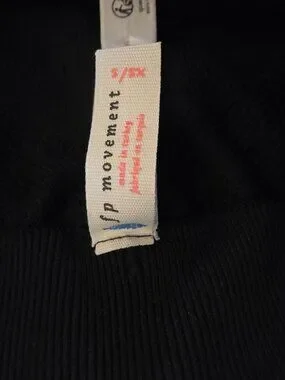 fp movement
s/sx
made in turkey
fabriqué en turquie